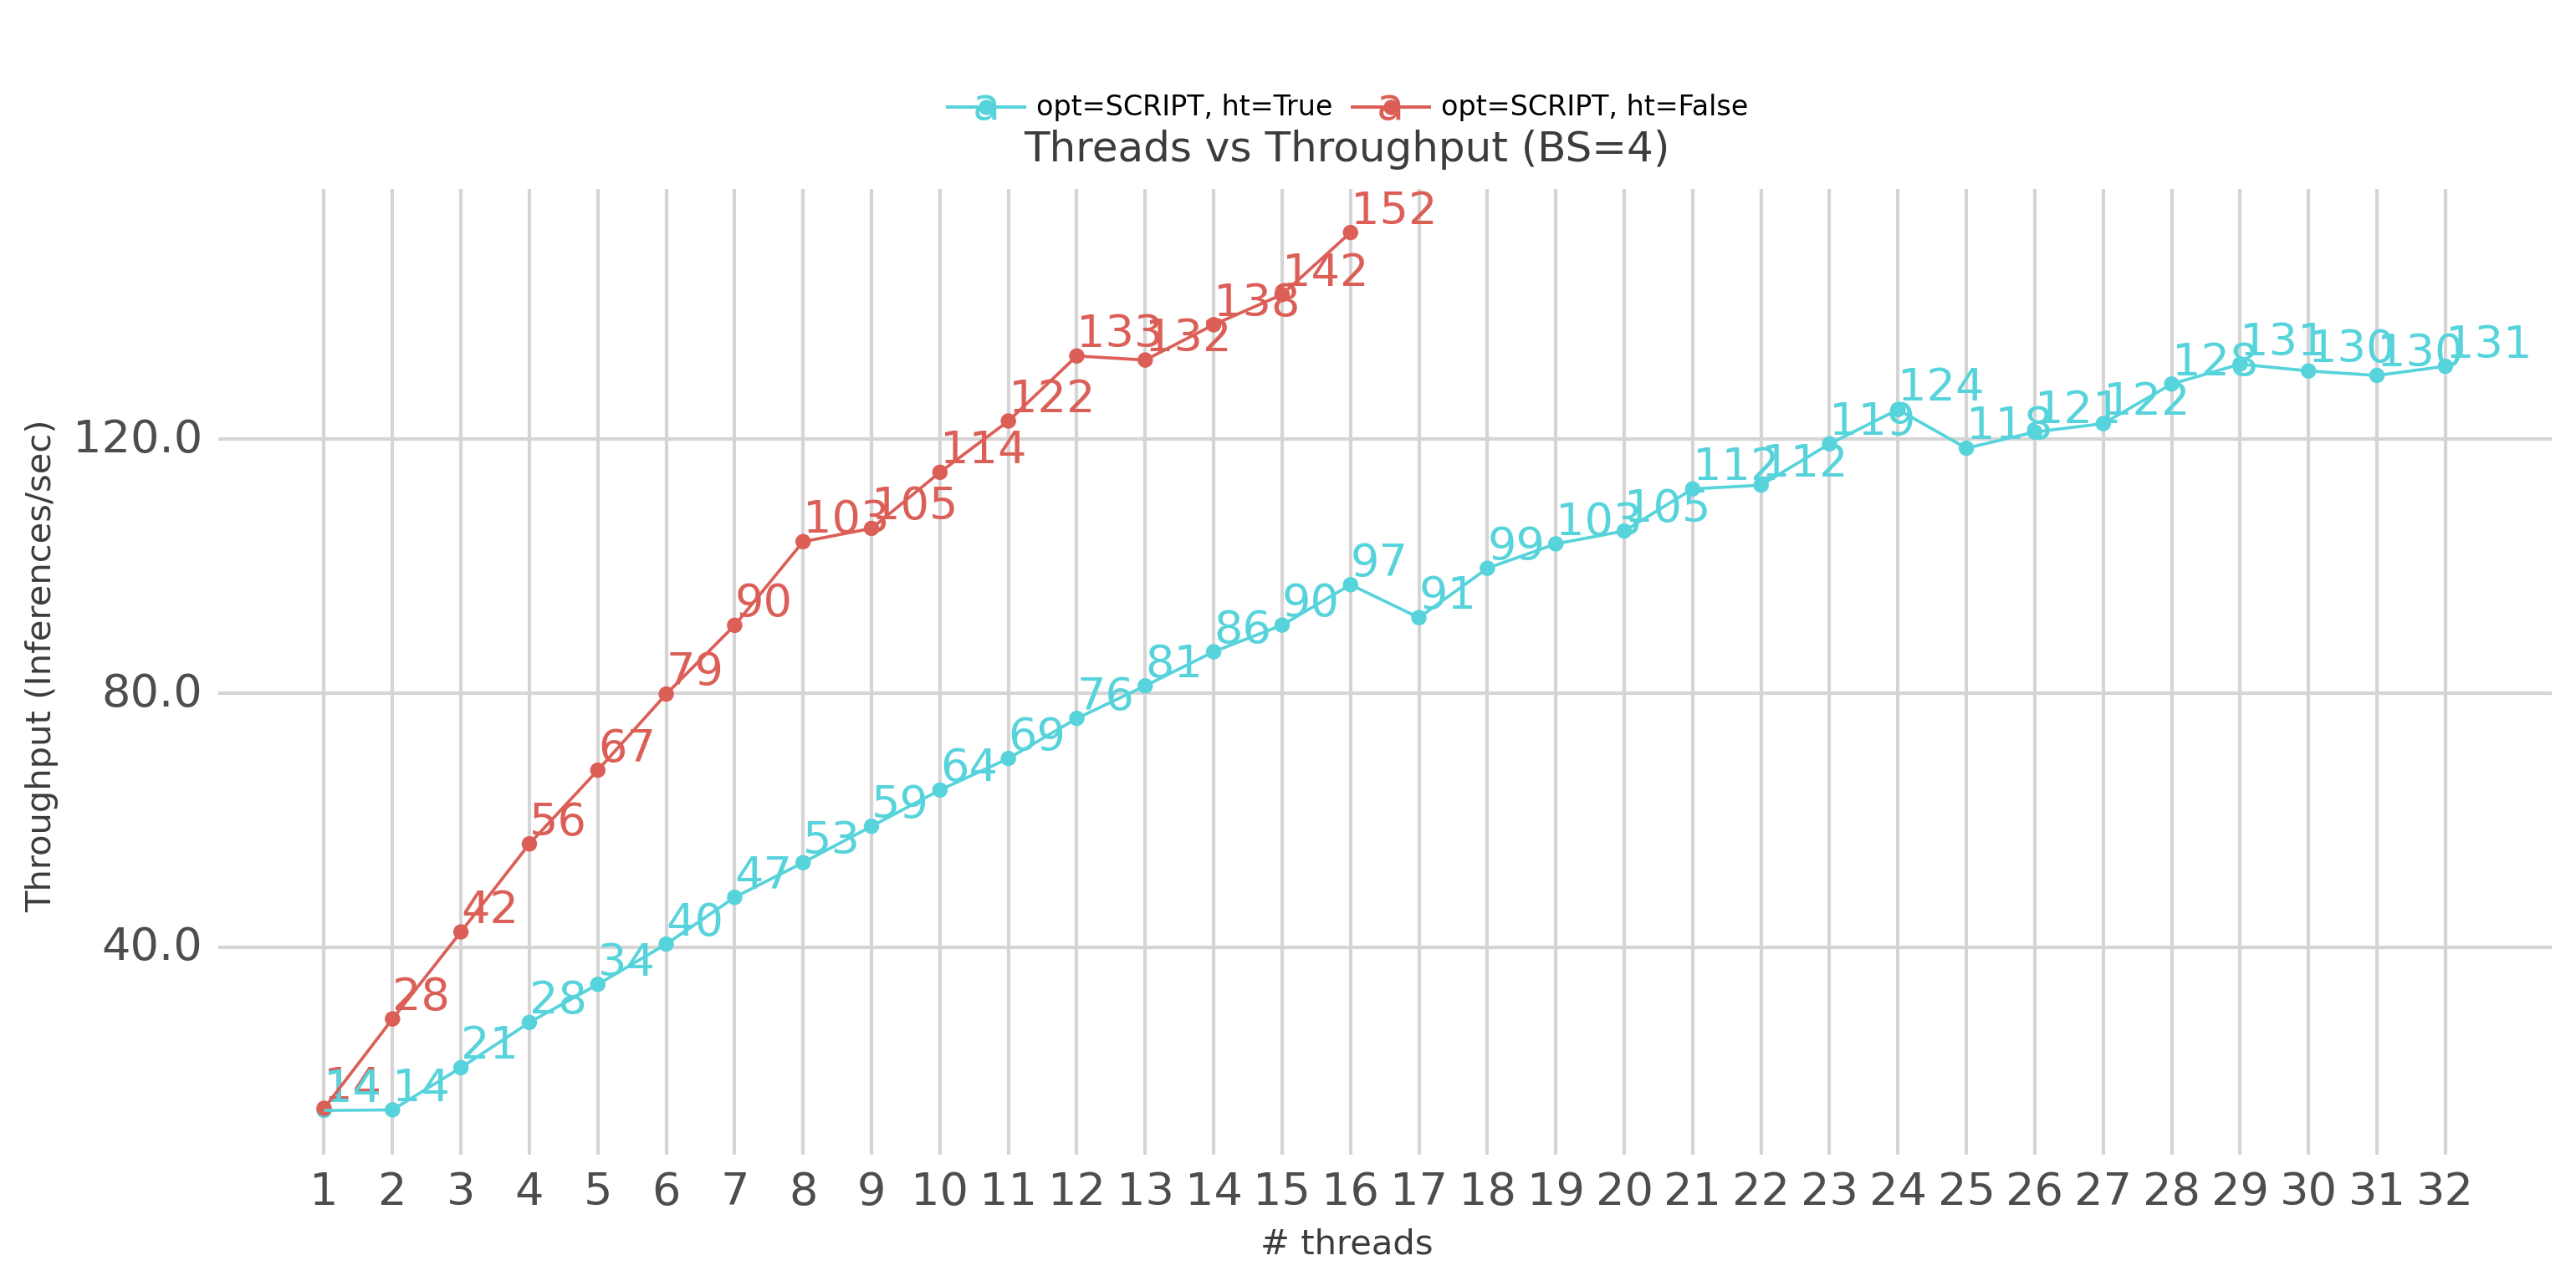 a opt=SCRIPT, ht=True a opt=SCRIPT, ht=False
Threads vs Throughput (BS=4)
Throughput (Inferences/sec)
120.0
80.0
40.0
14 28 42 56 67 79 90 103 105 114 122 133 132 138 142 152
14 14 21 28 34 40 47 53 59 64 69 76 81 86 90 97 91 99 103 105 112 112 119 124 118 121 122 128 131 130 130 131
1 2 3 4 5 6 7 8 9 10 11 12 13 14 15 16 17 18 19 20 21 22 23 24 25 26 27 28 29 30 31 32
# threads